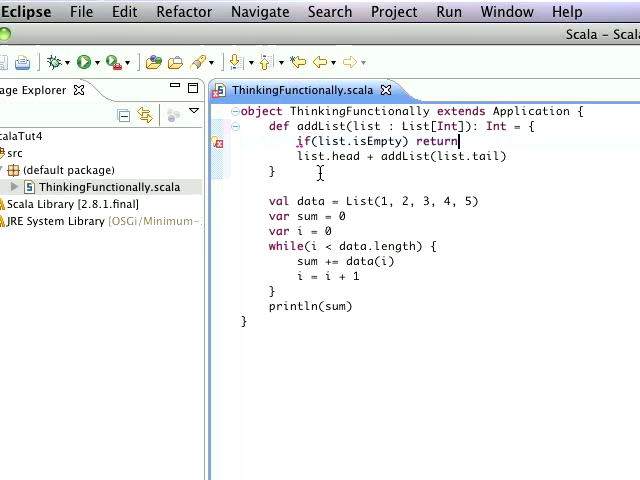 Eclipse File Edit Refactor Navigate Search Project Run Window Help
Scala – Scala
age Explorer
ThinkingFunctionally.scala
calaTut4
src
(default package)
ThinkingFunctionally.scala
Scala Library [2.8.1.final]
JRE System Library [OSGi/Minimum-
object ThinkingFunctionally extends Application {
def addList(list : List[Int]): Int = {
if(list.isEmpty) return
list.head + addList(list.tail)
}
val data = List(1, 2, 3, 4, 5)
var sum = 0
var i = 0
while(i < data.length) {
sum += data(i)
i = i + 1
}
println(sum)
}